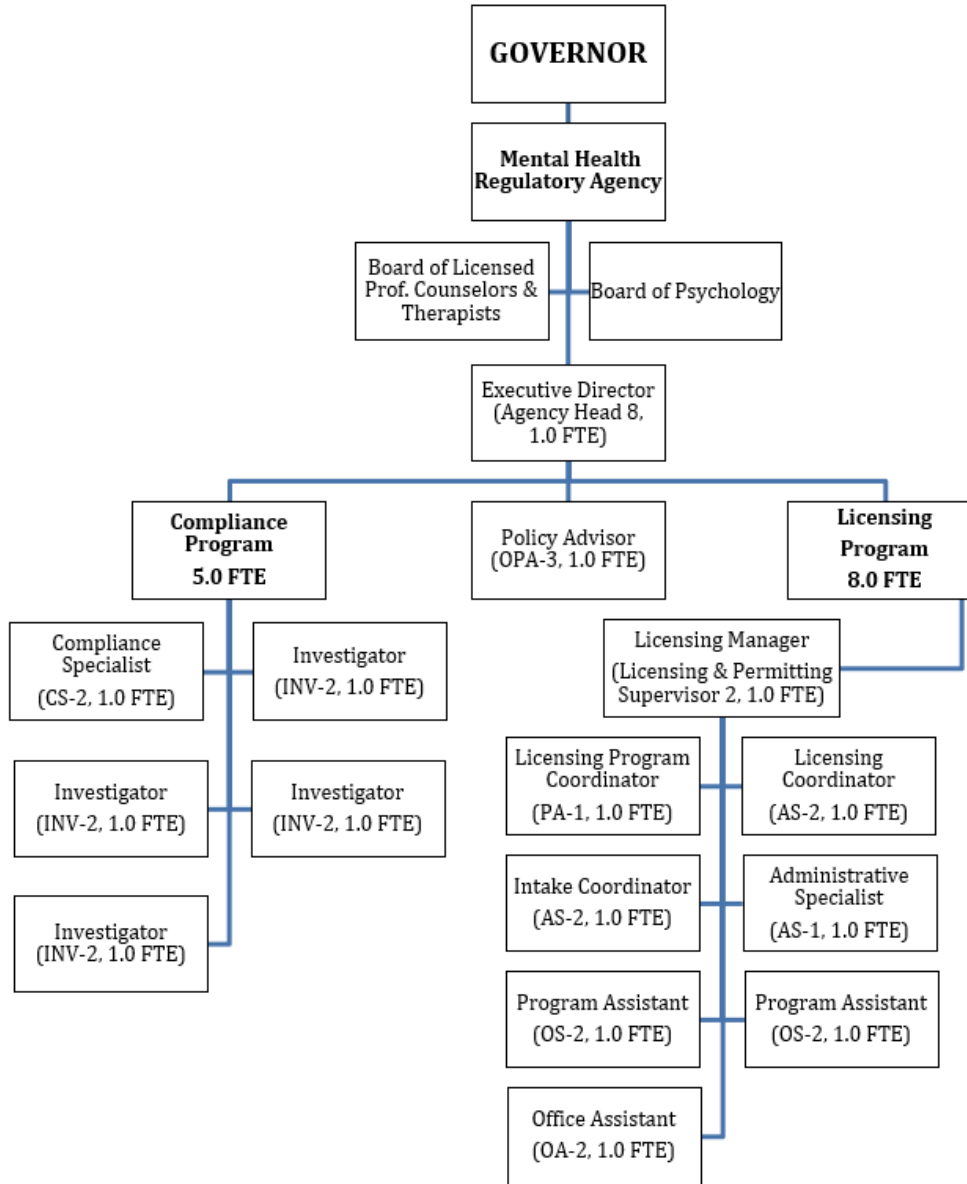 GOVERNOR
Mental Health
Regulatory Agency
Board of Licensed
Prof. Counselors &
Therapists
Board of Psychology
Executive Director
(Agency Head 8,
1.0 FTE)
Compliance
Program
5.0 FTE
Policy Advisor
(OPA-3, 1.0 FTE)
Licensing
Program
8.0 FTE
Compliance
Specialist
(CS-2, 1.0 FTE)
Investigator
(INV-2, 1.0 FTE)
Investigator
(INV-2, 1.0 FTE)
Investigator
(INV-2, 1.0 FTE)
Investigator
(INV-2, 1.0 FTE)
Licensing Manager
(Licensing & Permitting
Supervisor 2, 1.0 FTE)
Licensing Program
Coordinator
(PA-1, 1.0 FTE)
Licensing
Coordinator
(AS-2, 1.0 FTE)
Intake Coordinator
(AS-2, 1.0 FTE)
Administrative
Specialist
(AS-1, 1.0 FTE)
Program Assistant
(OS-2, 1.0 FTE)
Program Assistant
(OS-2, 1.0 FTE)
Office Assistant
(OA-2, 1.0 FTE)